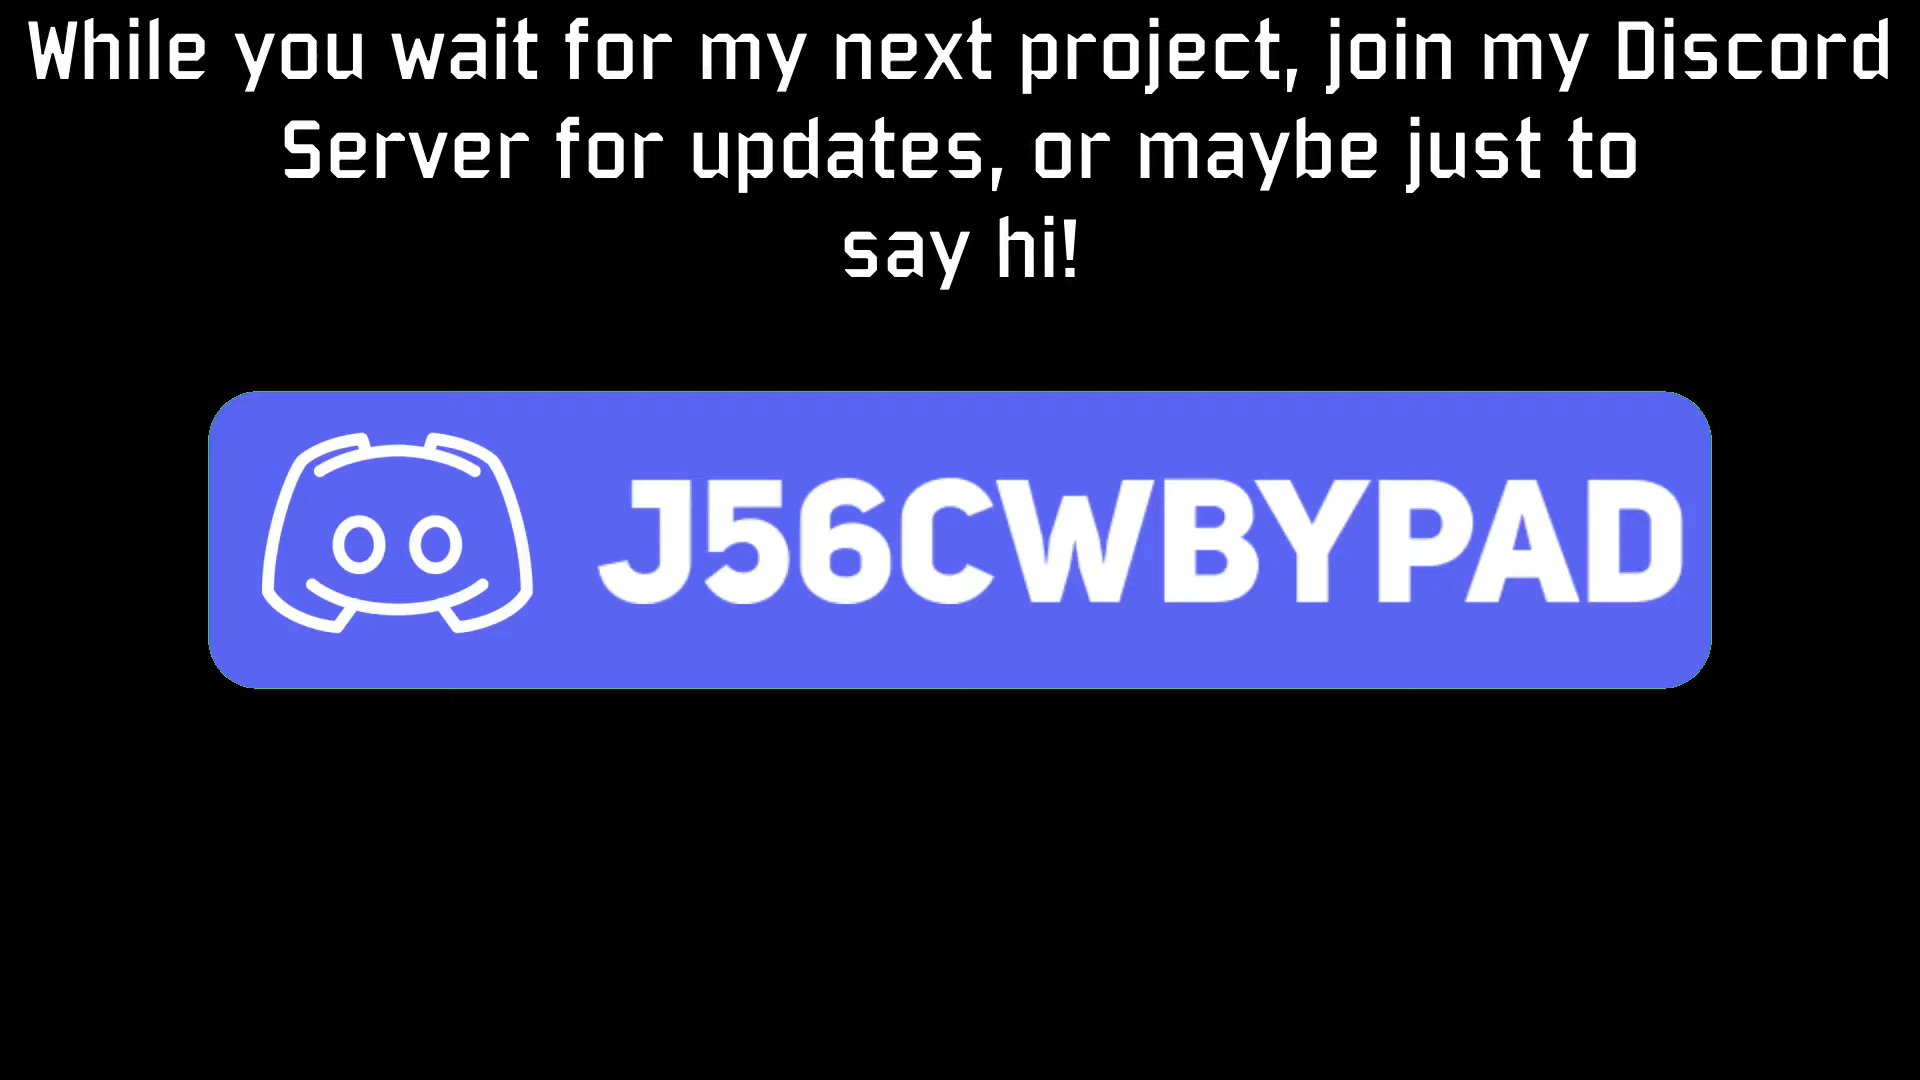 While you wait for my next project, join my Discord
Server for updates, or maybe just to
say hi!
J56CWBYPAD